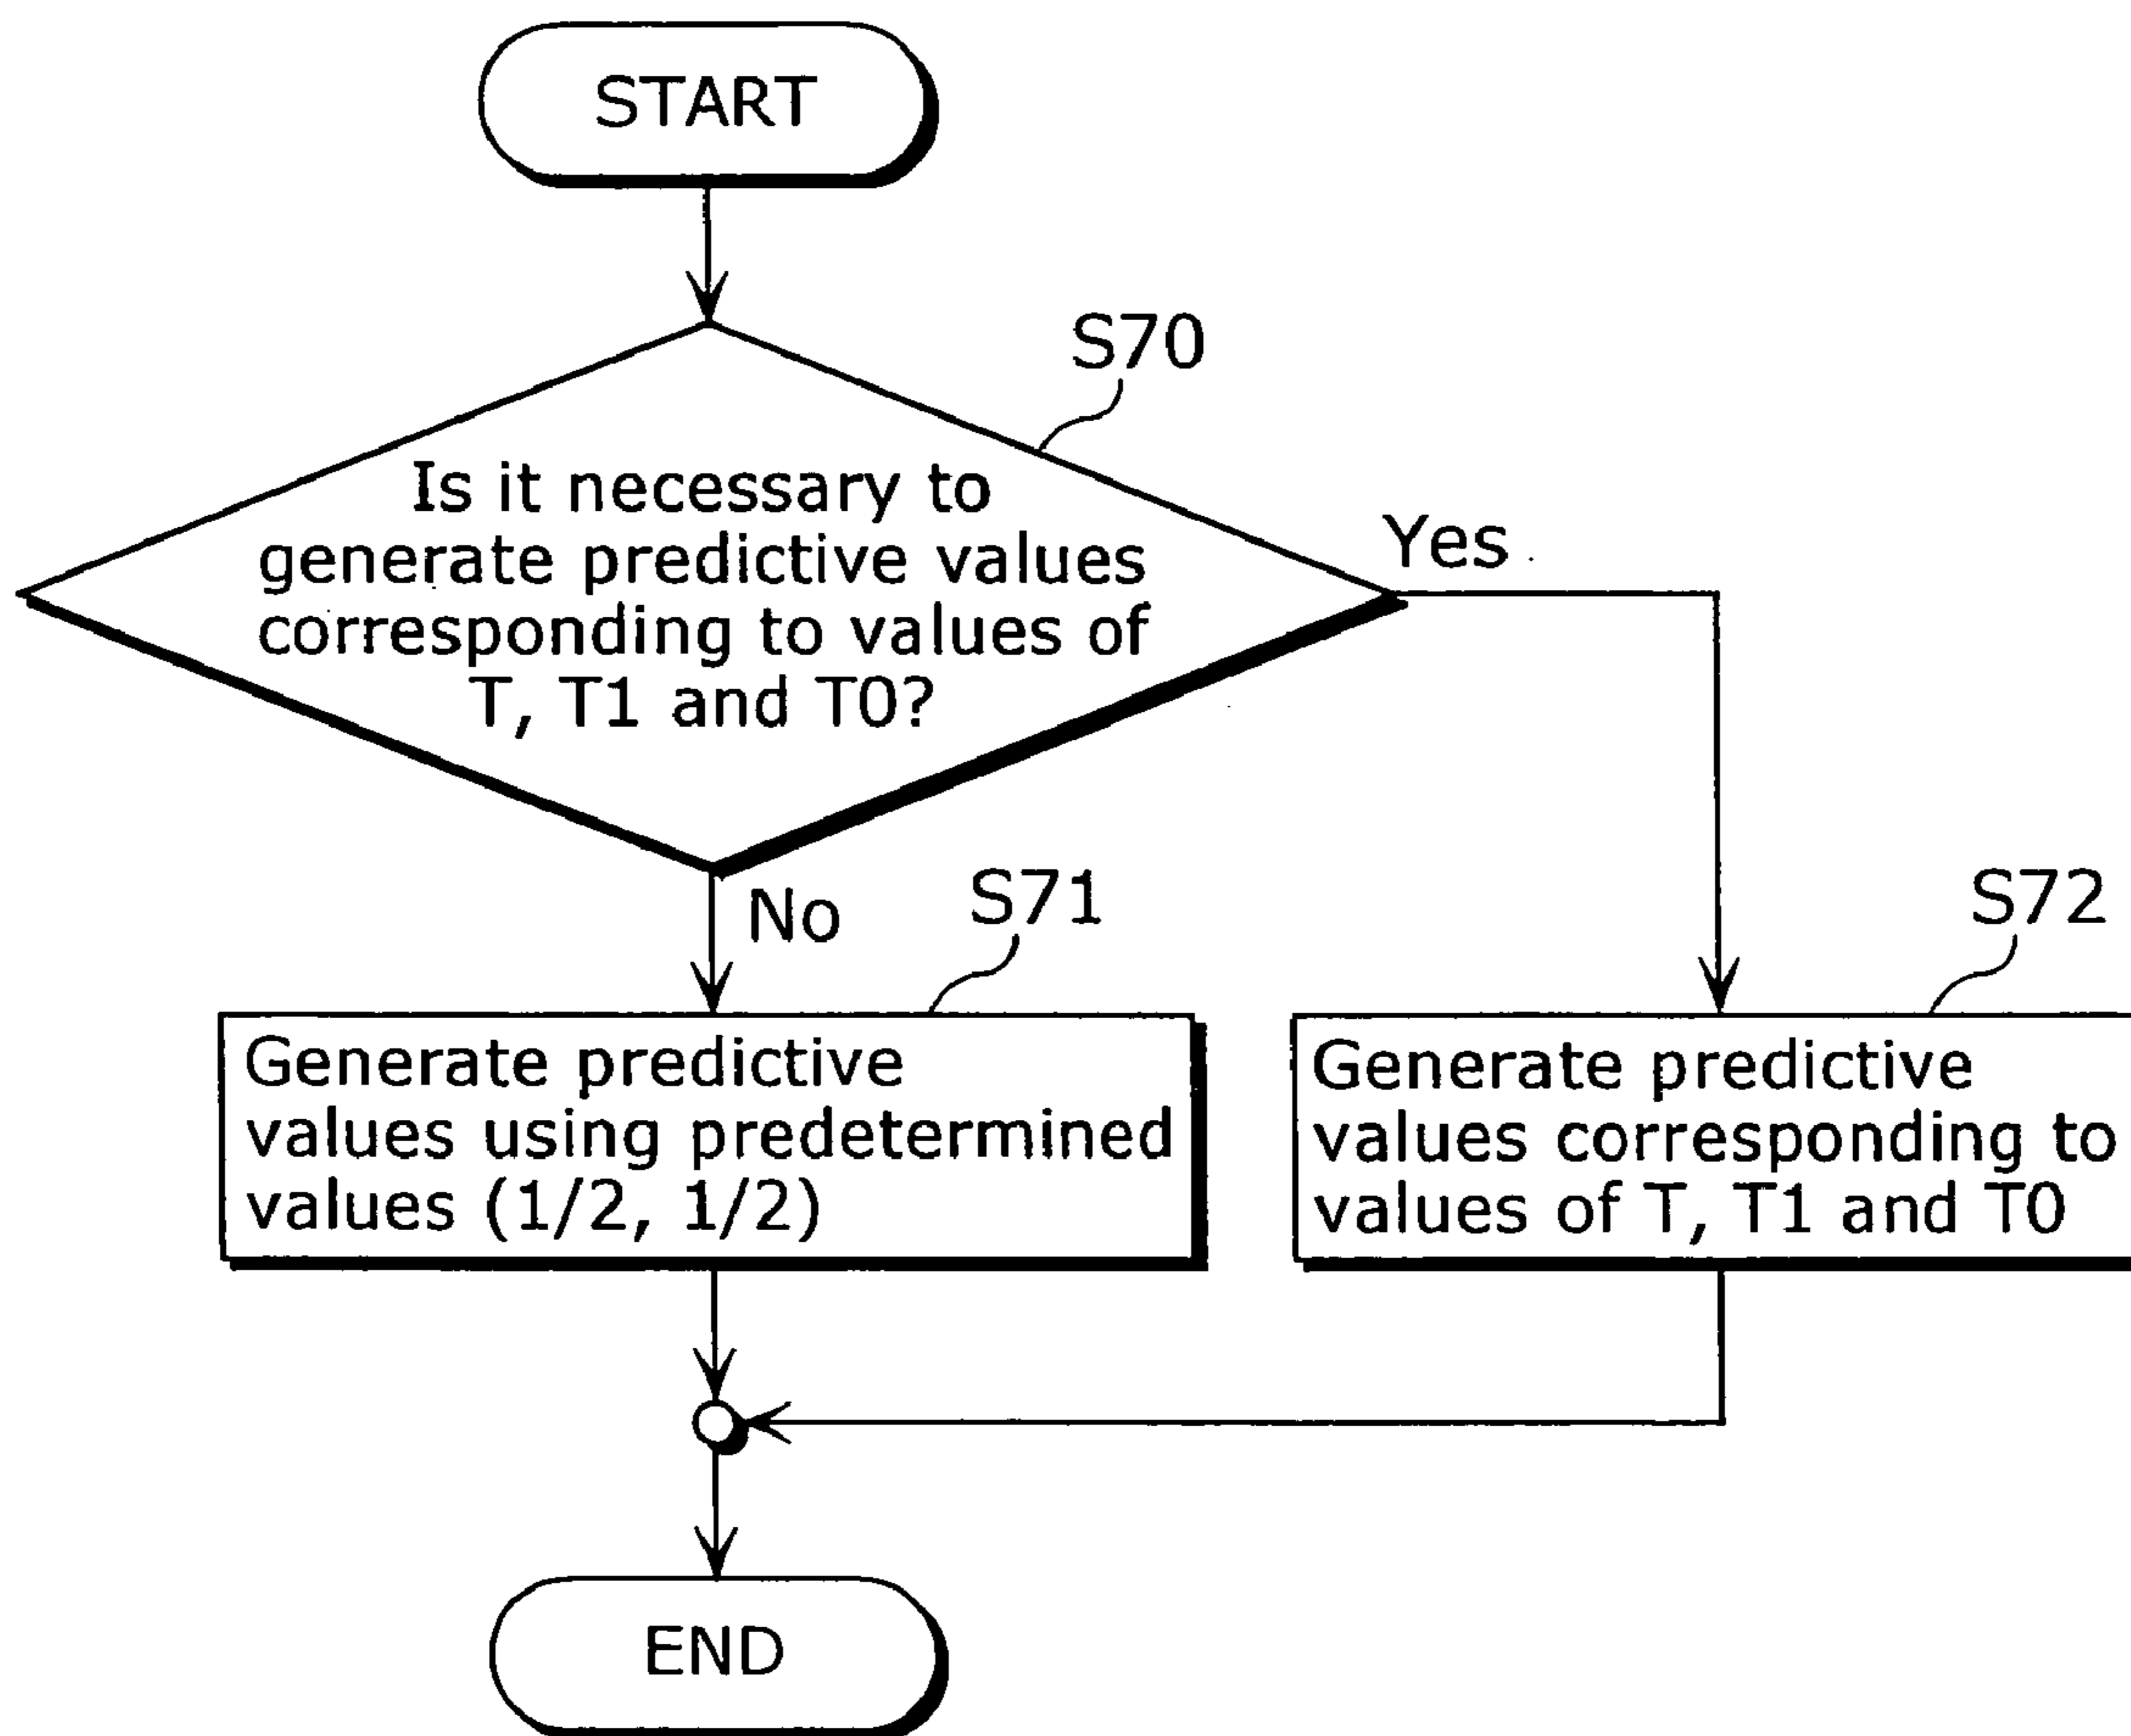 START
S70
Is it necessary to
generate predictive values
corresponding to values of
T, T1 and T0?
Yes
No
S71
S72
Generate predictive
values using predetermined
values (1/2, 1/2)
Generate predictive
values corresponding to
values of T, T1 and T0
END